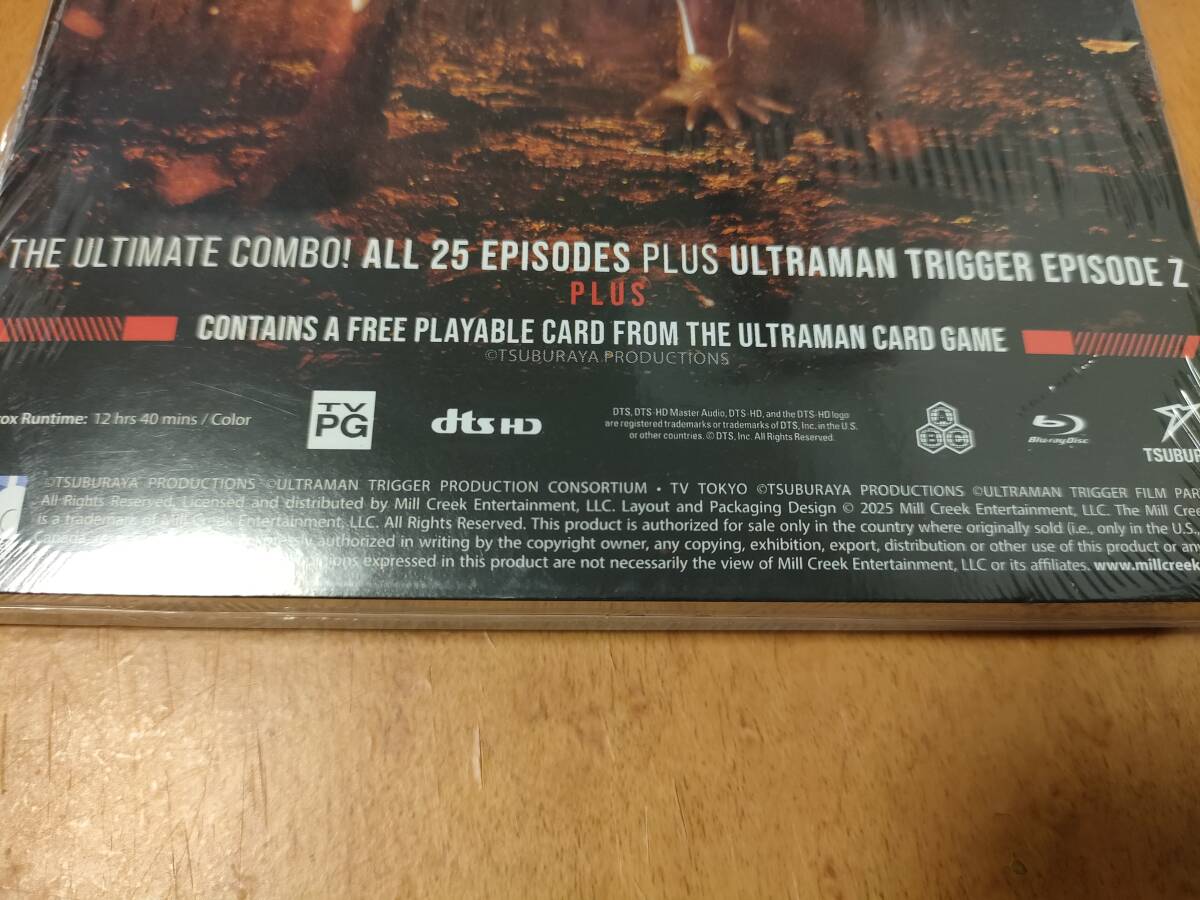 THE ULTIMATE COMBO! ALL 25 EPISODES PLUS ULTRAMAN TRIGGER EPISODE Z
PLUS
CONTAINS A FREE PLAYABLE CARD FROM THE ULTRAMAN CARD GAME
©TSUBURAYA PRODUCTIONS
ox Runtime: 12 hrs 40 mins / Color
TV
PG
dts HD
DTS, DTS-HD Master Audio, DTS-HD, and the DTS-HD logo
are registered trademarks or trademarks of DTS, Inc. in the U.S.
or other countries. © DTS, Inc. All Rights Reserved.
A B C
Blu-ray Disc
TSUBUR
©TSUBURAYA PRODUCTIONS ©ULTRAMAN TRIGGER PRODUCTION CONSORTIUM • TV TOKYO ©TSUBURAYA PRODUCTIONS ©ULTRAMAN TRIGGER FILM PAR
All Rights Reserved. Licensed and distributed by Mill Creek Entertainment, LLC. Layout and Packaging Design © 2025 Mill Creek Entertainment, LLC. The Mill Cree
is a trademark of Mill Creek Entertainment, LLC. All Rights Reserved. This product is authorized for sale only in the country where originally sold (i.e., only in the U.S.,
Canada authorized in writing by the copyright owner, any copying, exhibition, export, distribution or other use of this product or any
expressed in this product are not necessarily the view of Mill Creek Entertainment, LLC or its affiliates. www.millcreek